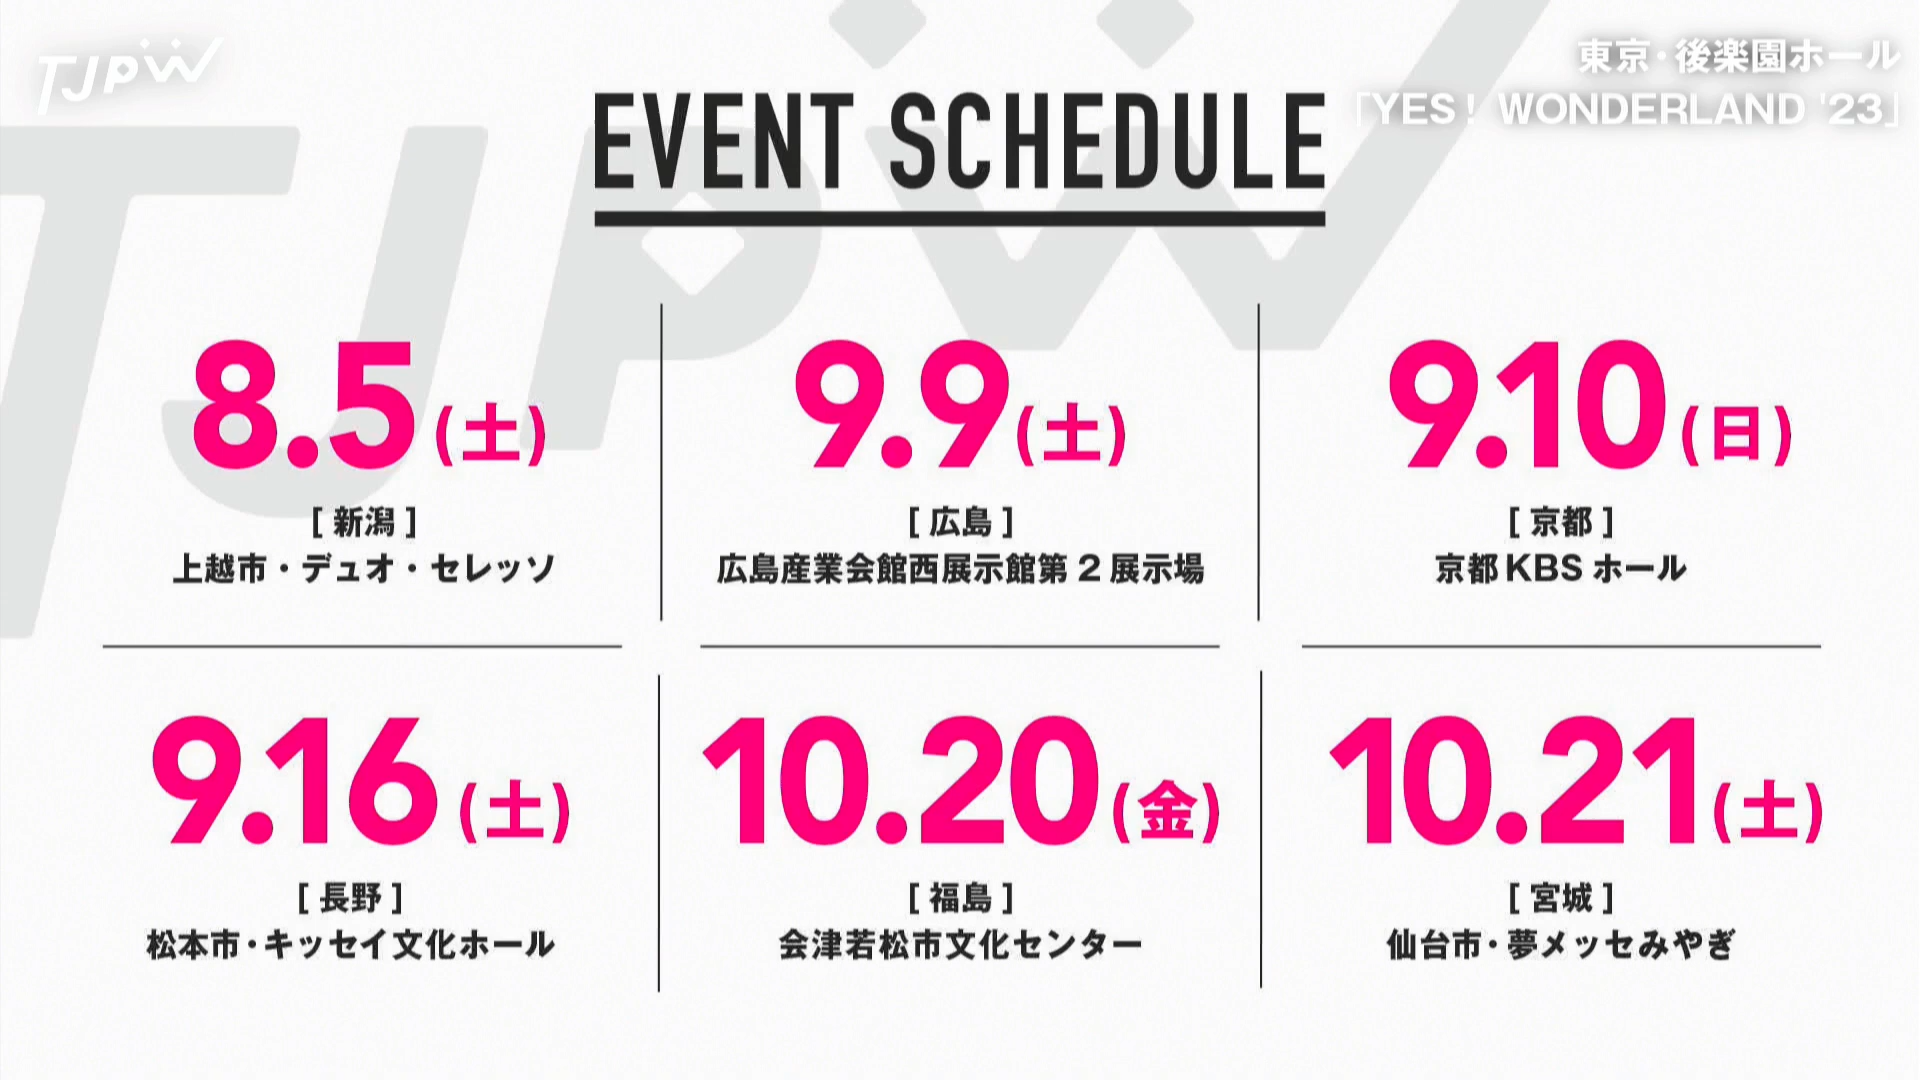 TJPW
東京・後楽園ホール
「YES! WONDERLAND '23」
EVENT SCHEDULE
8.5(土)
[新潟]
上越市・デュオ・セレッソ
9.9(土)
[広島]
広島産業会館西展示館第2展示場
9.10(日)
[京都]
京都KBSホール
9.16(土)
[長野]
松本市・キッセイ文化ホール
10.20(金)
[福島]
会津若松市文化センター
10.21(土)
[宮城]
仙台市・夢メッセみやぎ